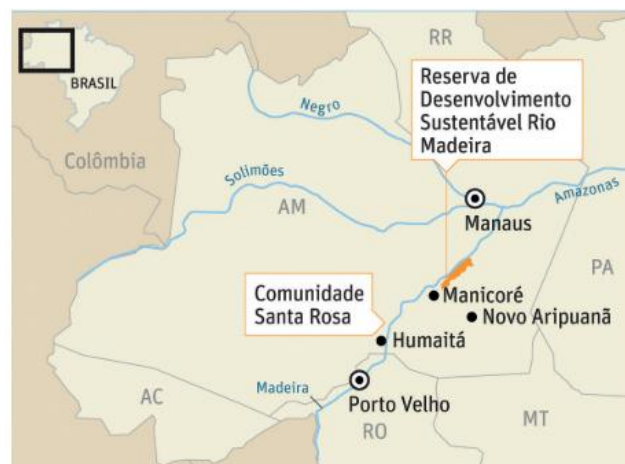 BRASIL
RR
Reserva de
Desenvolvimento
Sustentável Rio
Madeira
Negro
Colômbia
Solimões
Amazonas
AM
Manaus
PA
Comunidade
Santa Rosa
Manicoré
Novo Aripuanã
Humaitá
AC
Madeira
Porto Velho
RO
MT